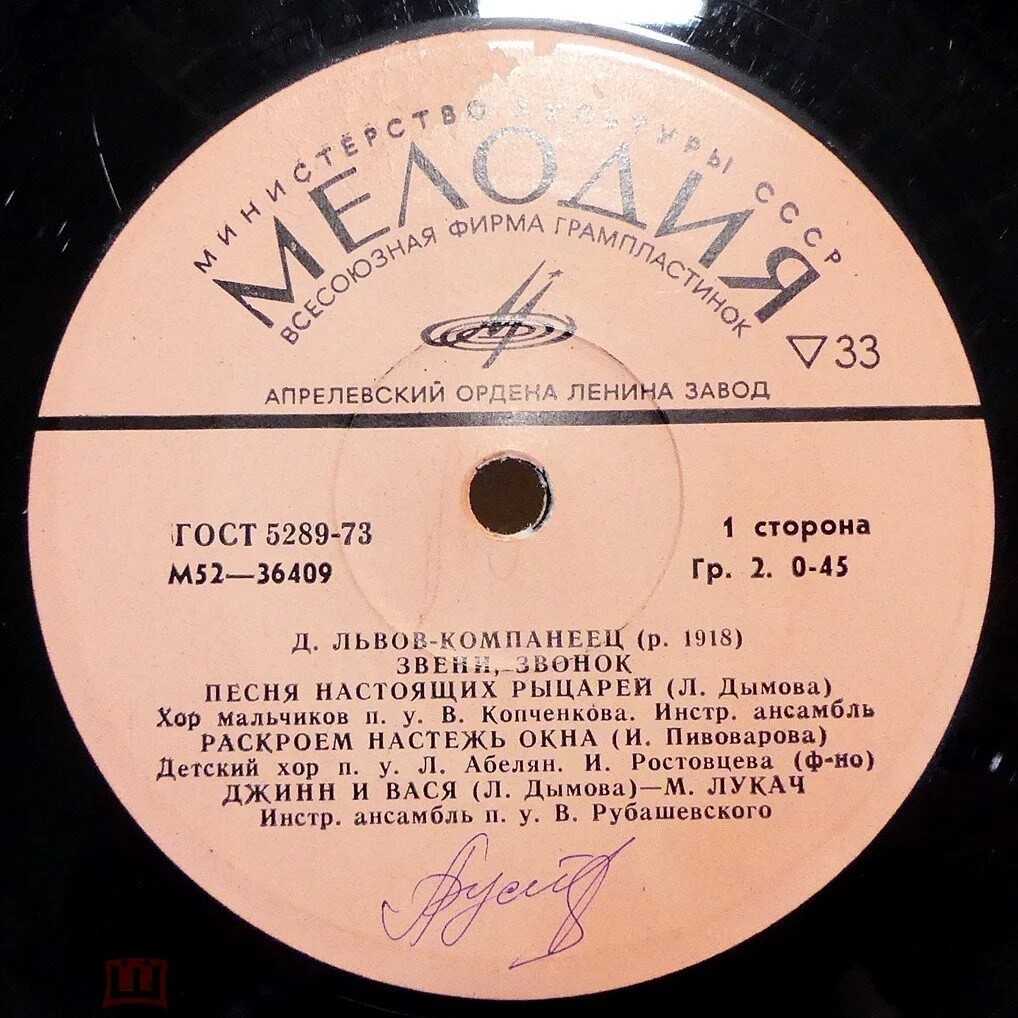 МИНИСТЕРСТВО КУЛЬТУРЫ СССР
МЕЛОДИЯ
ВСЕСОЮЗНАЯ ФИРМА ГРАМПЛАСТИНОК
▽33
АПРЕЛЕВСКИЙ ОРДЕНА ЛЕНИНА ЗАВОД
ГОСТ 5289-73
1 сторона
М52—36409
Гр. 2. 0-45
Д. ЛЬВОВ-КОМПАНЕЕЦ (р. 1918)
ЗВЕНИ, ЗВОНОК
ПЕСНЯ НАСТОЯЩИХ РЫЦАРЕЙ (Л. Дымова)
Хор мальчиков п. у. В. Копченкова. Инстр. ансамбль
РАСКРОЕМ НАСТЕЖЬ ОКНА (И. Пивоварова)
Детский хор п. у. Л. Абелян. И. Ростовцева (ф-но)
ДЖИНН И ВАСЯ (Л. Дымова)—М. ЛУКАЧ
Инстр. ансамбль п. у. В. Рубашевского